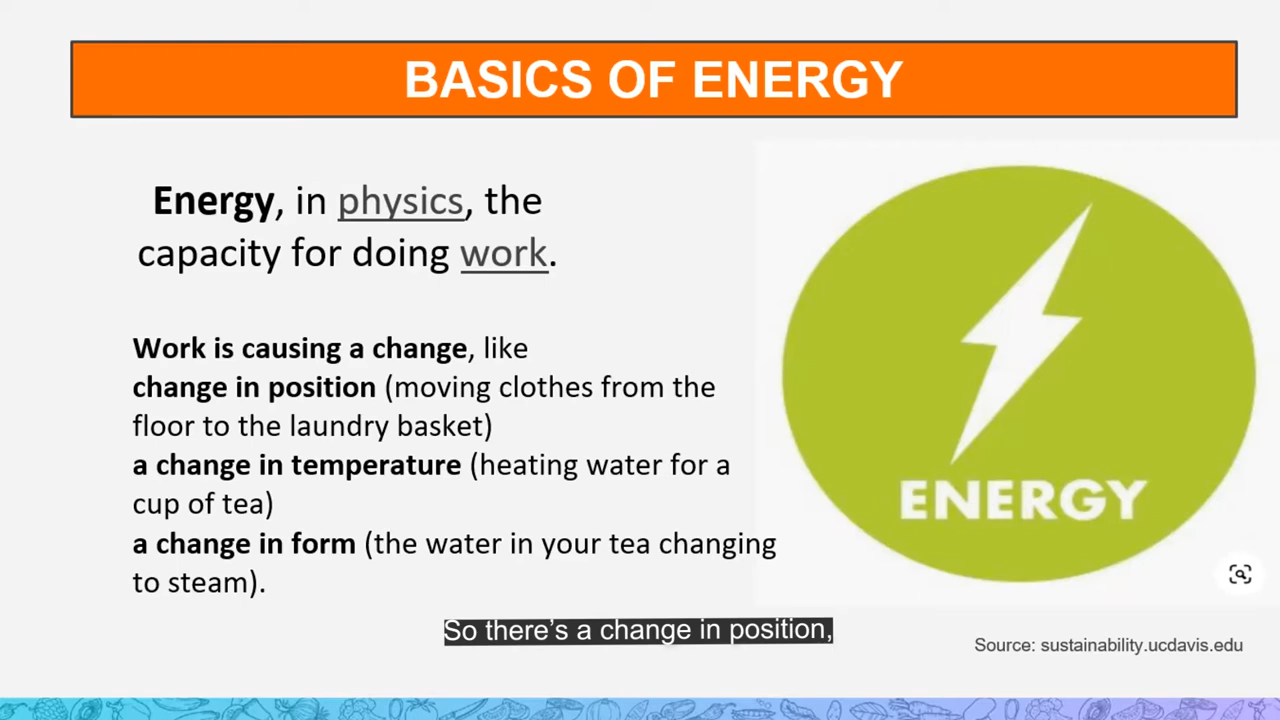 BASICS OF ENERGY
Energy, in physics, the
capacity for doing work.
Work is causing a change, like
change in position (moving clothes from the
floor to the laundry basket)
a change in temperature (heating water for a
cup of tea)
a change in form (the water in your tea changing
to steam).
ENERGY
So there’s a change in position,
Source: sustainability.ucdavis.edu